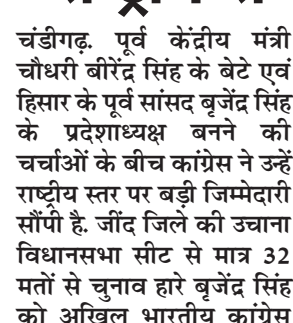 चंडीगढ़. पूर्व केंद्रीय मंत्री
चौधरी बीरेंद्र सिंह के बेटे एवं
हिसार के पूर्व सांसद बृजेंद्र सिंह
के प्रदेशाध्यक्ष बनने की
चर्चाओं के बीच कांग्रेस ने उन्हें
राष्ट्रीय स्तर पर बड़ी जिम्मेदारी
सौंपी है. जींद जिले की उचाना
विधानसभा सीट से मात्र 32
मतों से चुनाव हारे बृजेंद्र सिंह
को अखिल भारतीय कांग्रेस